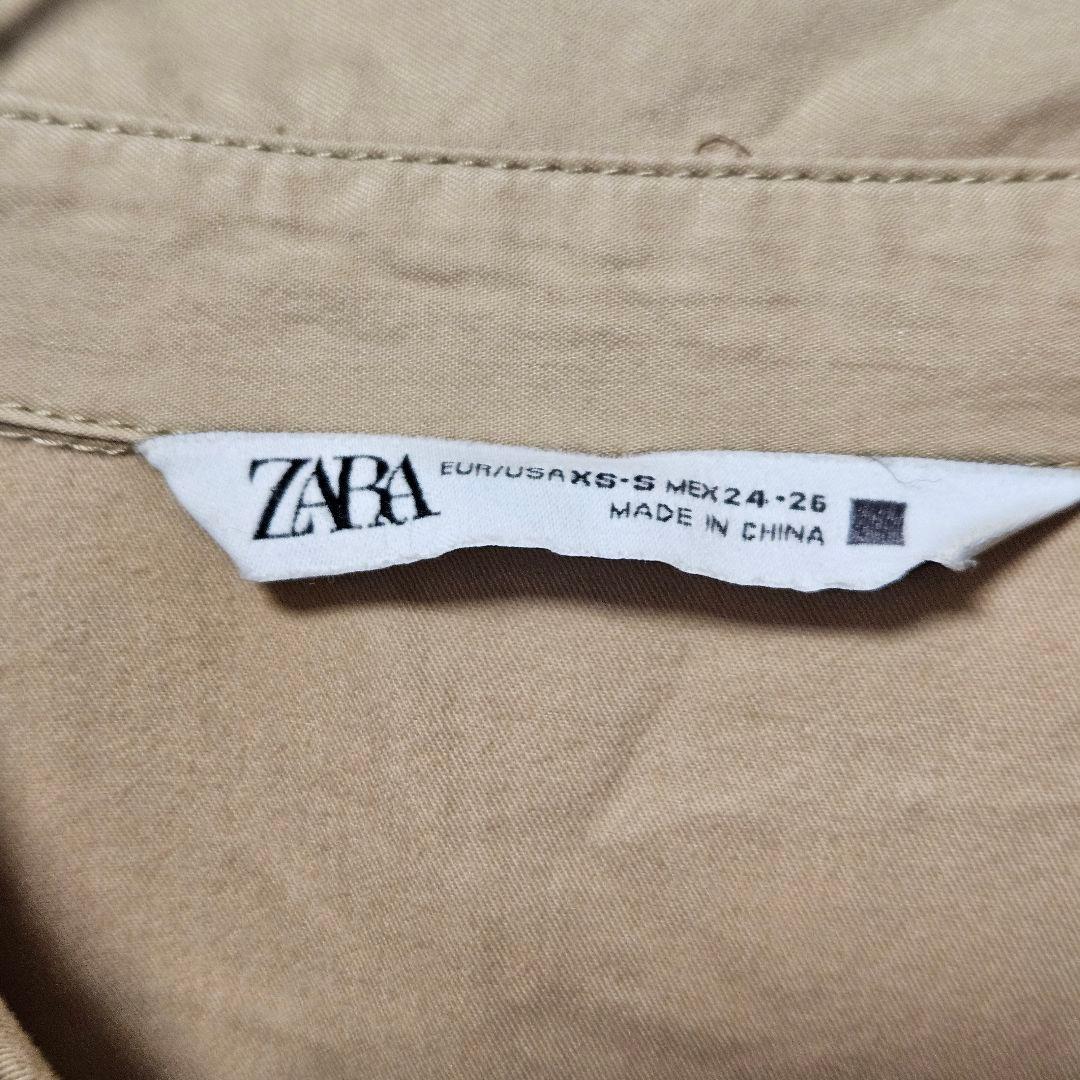 ZARA EUR/USA XS-S MEX 24-26
MADE IN CHINA